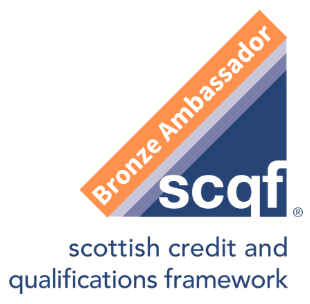 Bronze Ambassador
scqf®
scottish credit and
qualifications framework